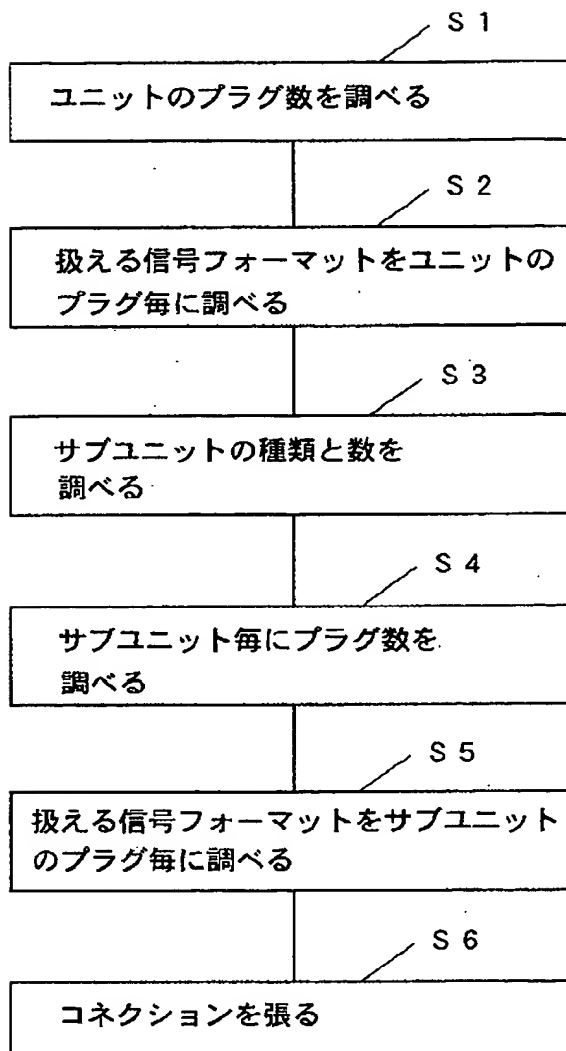 S 1
ユニットのプラグ数を調べる
S 2
扱える信号フォーマットをユニットの
プラグ毎に調べる
S 3
サブユニットの種類と数を
調べる
S 4
サブユニット毎にプラグ数を
調べる
S 5
扱える信号フォーマットをサブユニット
のプラグ毎に調べる
S 6
コネクションを張る